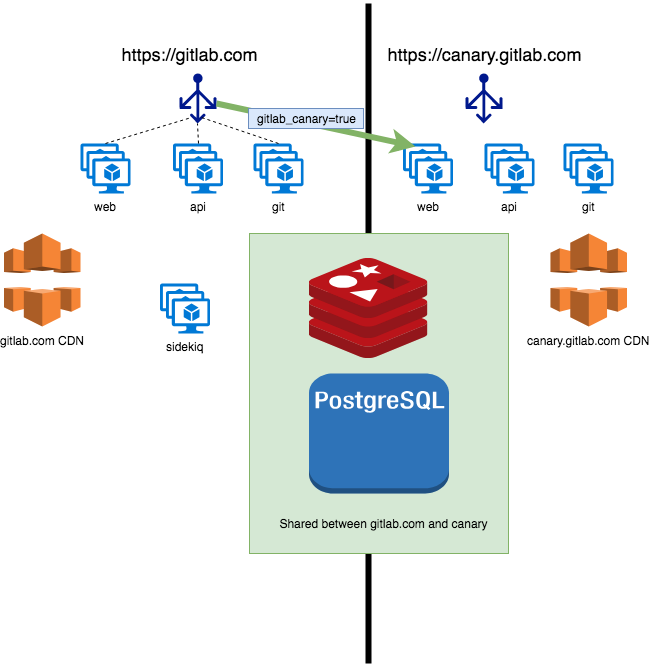 https://gitlab.com
https://canary.gitlab.com
gitlab_canary=true
web
api
git
web
api
git
gitlab.com CDN
sidekiq
canary.gitlab.com CDN
PostgreSQL
Shared between gitlab.com and canary